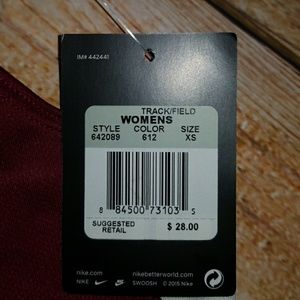 IM# 442441
TRACK/FIELD
WOMENS
STYLE COLOR SIZE
642089 612 XS
8 84500 73103 5
SUGGESTED RETAIL $ 28.00
nike.com nikebetterworld.com
Nike SWOOSH © 2015 Nike